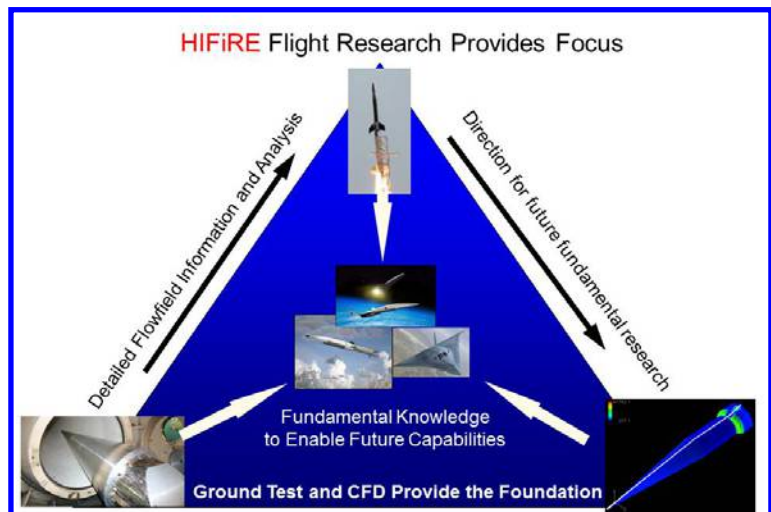 HIFiRE Flight Research Provides Focus
Detailed Flowfield Information and Analysis
Direction for future fundamental research
Fundamental Knowledge
to Enable Future Capabilities
Ground Test and CFD Provide the Foundation